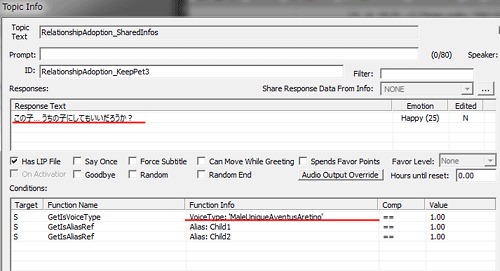 Topic Info
Topic Text RelationshipAdoption_SharedInfos
Prompt: (0/80) Speaker:
ID: RelationshipAdoption_KeepPet3 Filter:
Responses: Share Response Data From Info: NONE ...
Response Text Emotion Edited
この子... うちの子にしてもいいだろうか？ Happy (25) N
Has LIP File Say Once Force Subtitle Can Move While Greeting Spends Favor Points Favor Level: None
On Activation Goodbye Random Random End Audio Output Override Hours until reset: 0.00
Conditions:
Target Function Name Function Info Comp Value
S GetIsVoiceType VoiceType: 'MaleUniqueAventusAretino' == 1.00
S GetIsAliasRef Alias: Child1 == 1.00
S GetIsAliasRef Alias: Child2 == 1.00